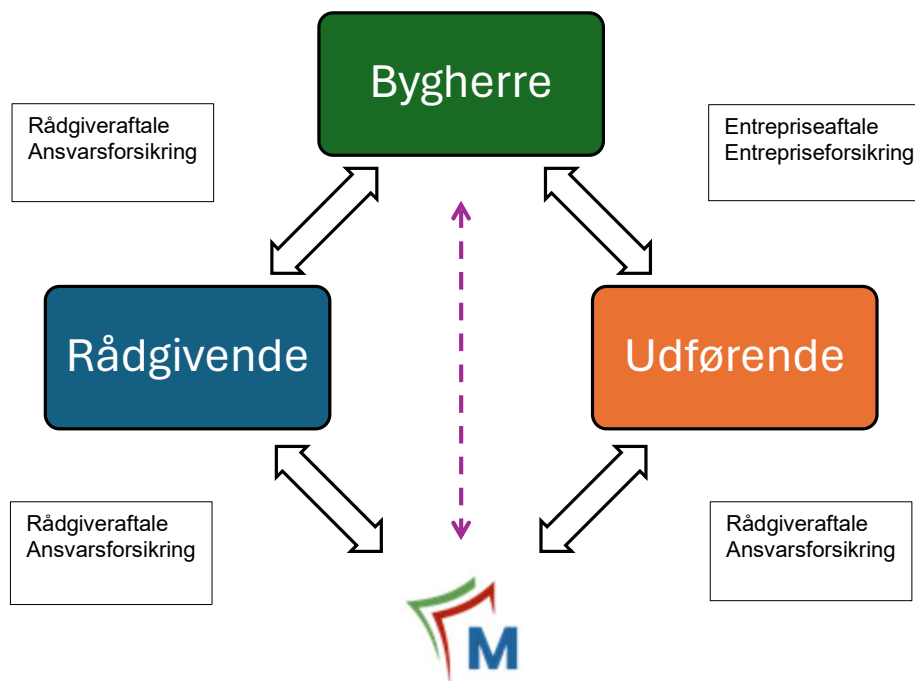 Bygherre
Rådgiveraftale
Ansvarsforsikring
Entrepriseaftale
Entrepriseforsikring
Rådgivende
Udførende
Rådgiveraftale
Ansvarsforsikring
Rådgiveraftale
Ansvarsforsikring
M